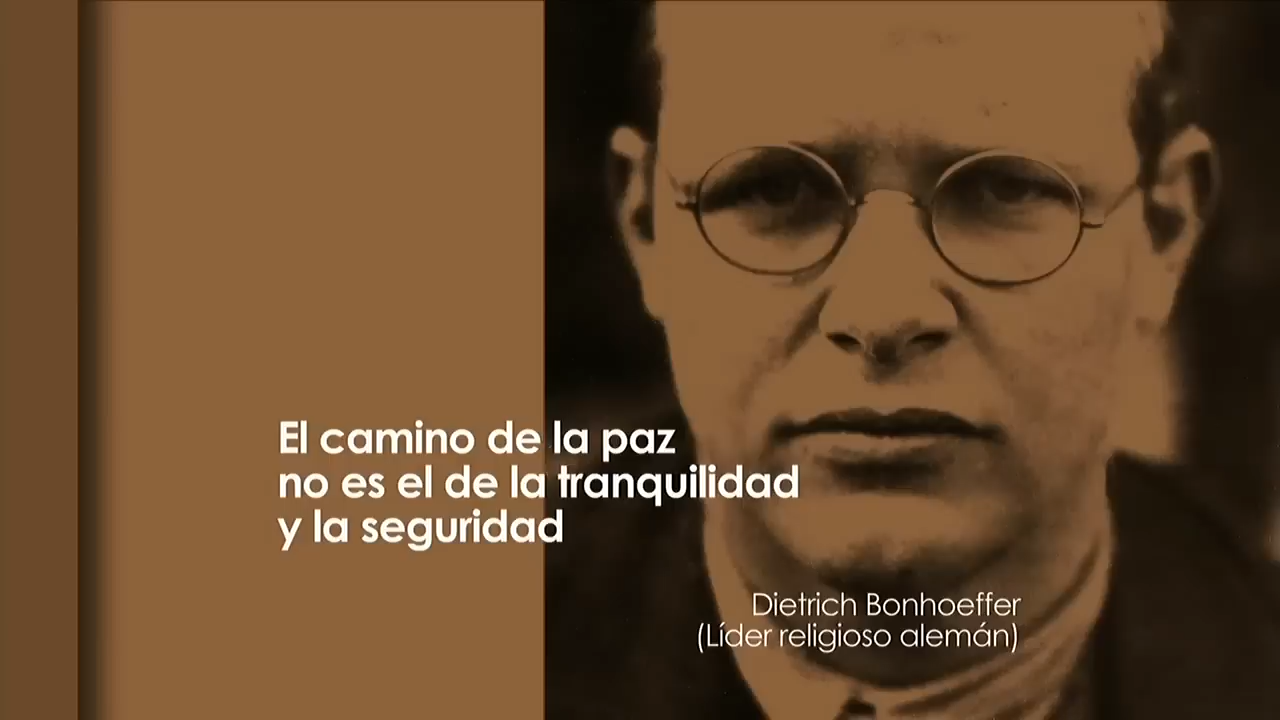 El camino de la paz
no es el de la tranquilidad
y la seguridad
Dietrich Bonhoeffer
(Líder religioso alemán)